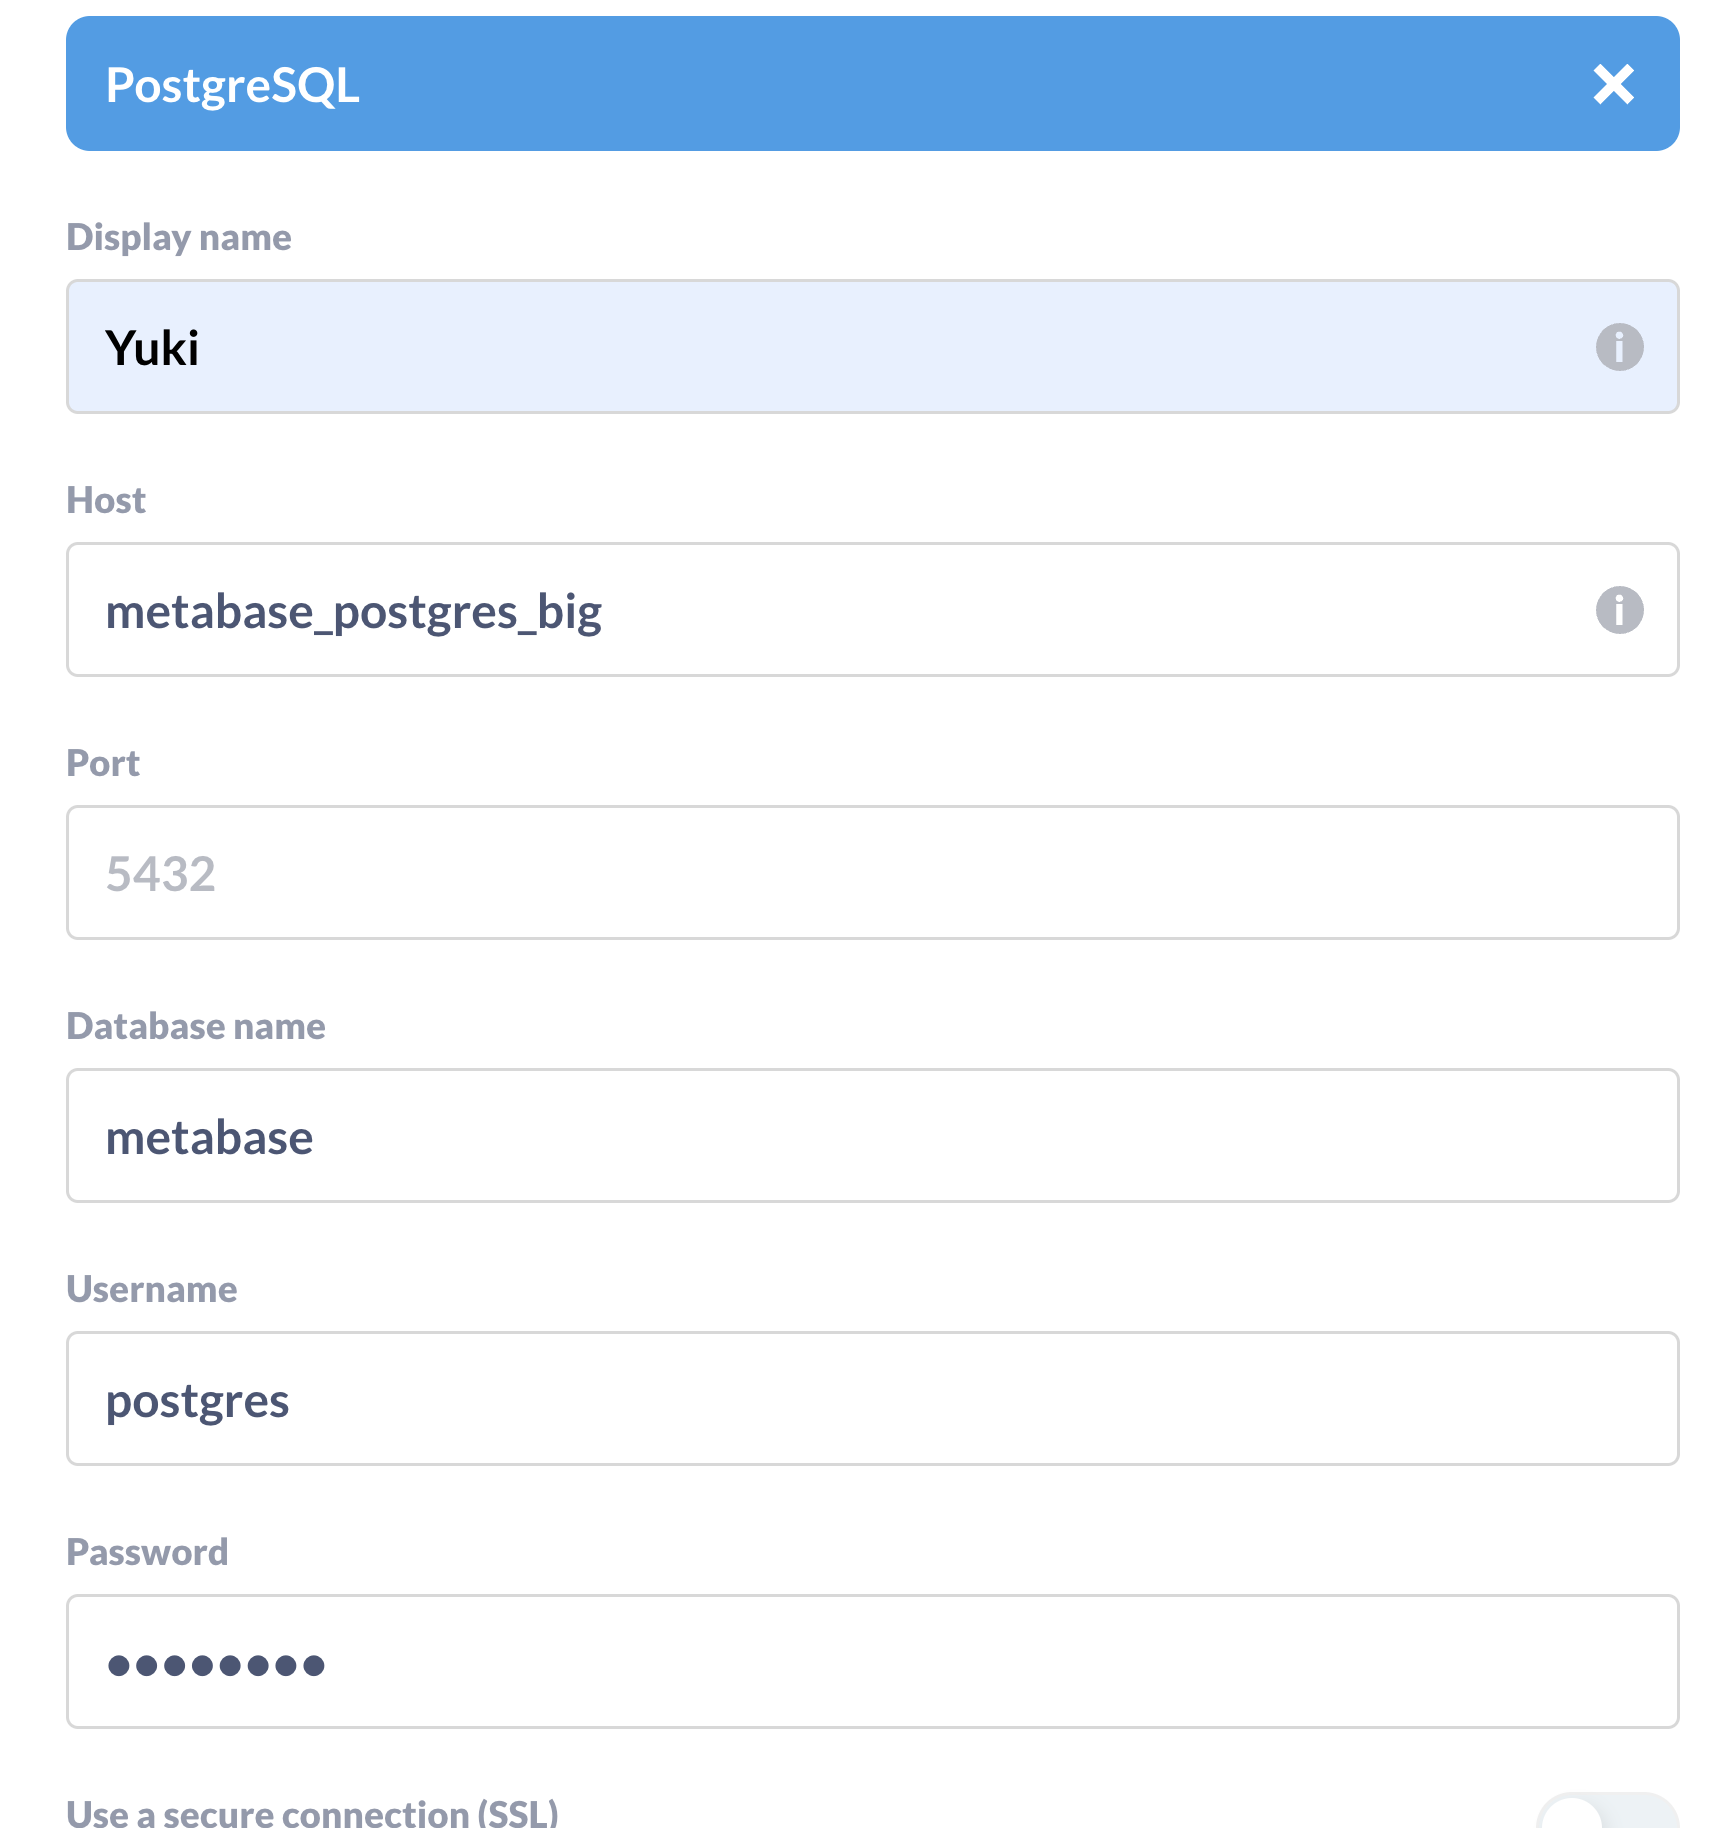 PostgreSQL
Display name
Yuki
Host
metabase_postgres_big
Port
5432
Database name
metabase
Username
postgres
Password
••••••••
Use a secure connection (SSL)